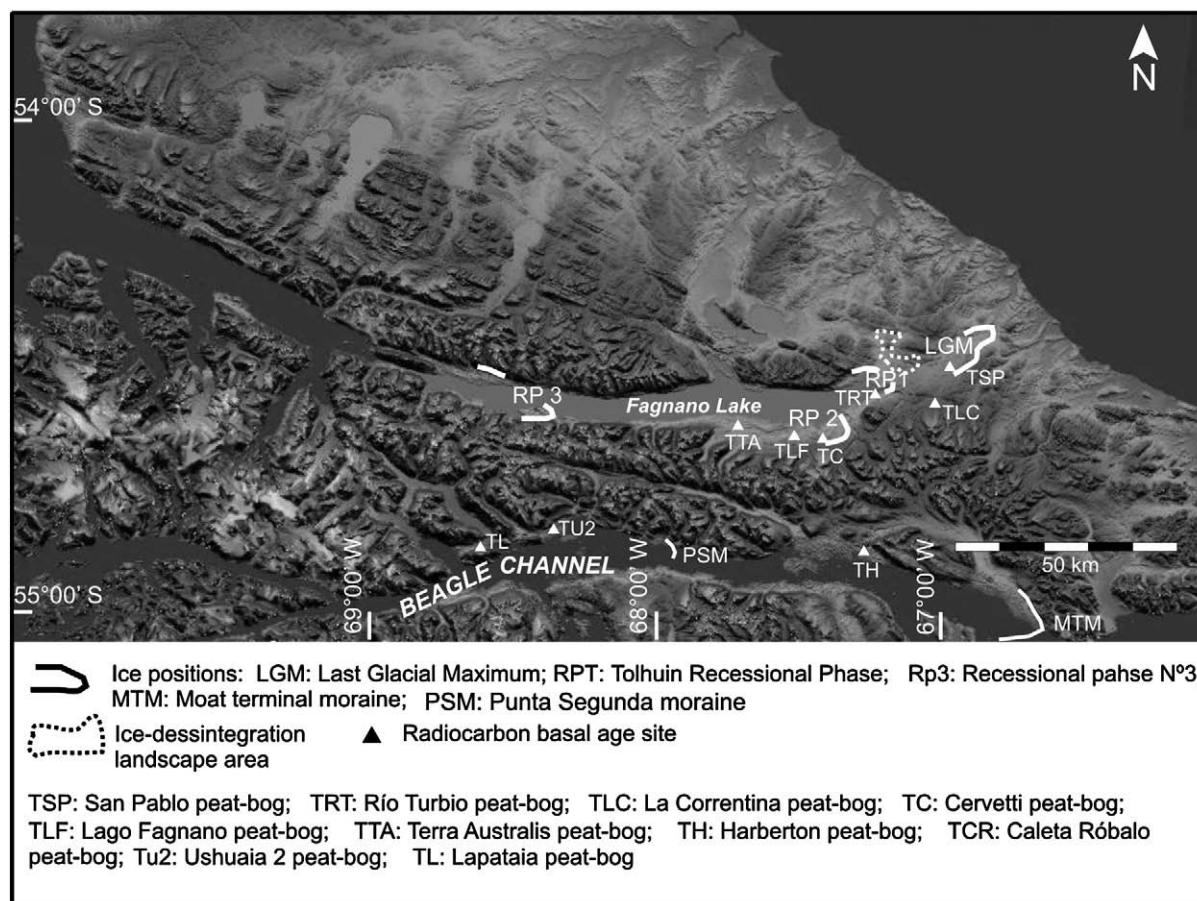 N
54°00' S
LGM
TSP
RP1
TRT
RP 3
Fagnano Lake
TLC
RP 2
TTA
TLF
TC
TU2
TL
BEAGLE CHANNEL
PSM
TH
69°00' W
68°00' W
67°00' W
50 km
55°00' S
MTM
Ice positions: LGM: Last Glacial Maximum; RPT: Tolhuin Recessional Phase; Rp3: Recessional pahse Nº3
MTM: Moat terminal moraine; PSM: Punta Segunda moraine
Ice-dessintegration
landscape area
Radiocarbon basal age site
TSP: San Pablo peat-bog; TRT: Río Turbio peat-bog; TLC: La Correntina peat-bog; TC: Cervetti peat-bog;
TLF: Lago Fagnano peat-bog; TTA: Terra Australis peat-bog; TH: Harberton peat-bog; TCR: Caleta Róbalo
peat-bog; Tu2: Ushuaia 2 peat-bog; TL: Lapataia peat-bog